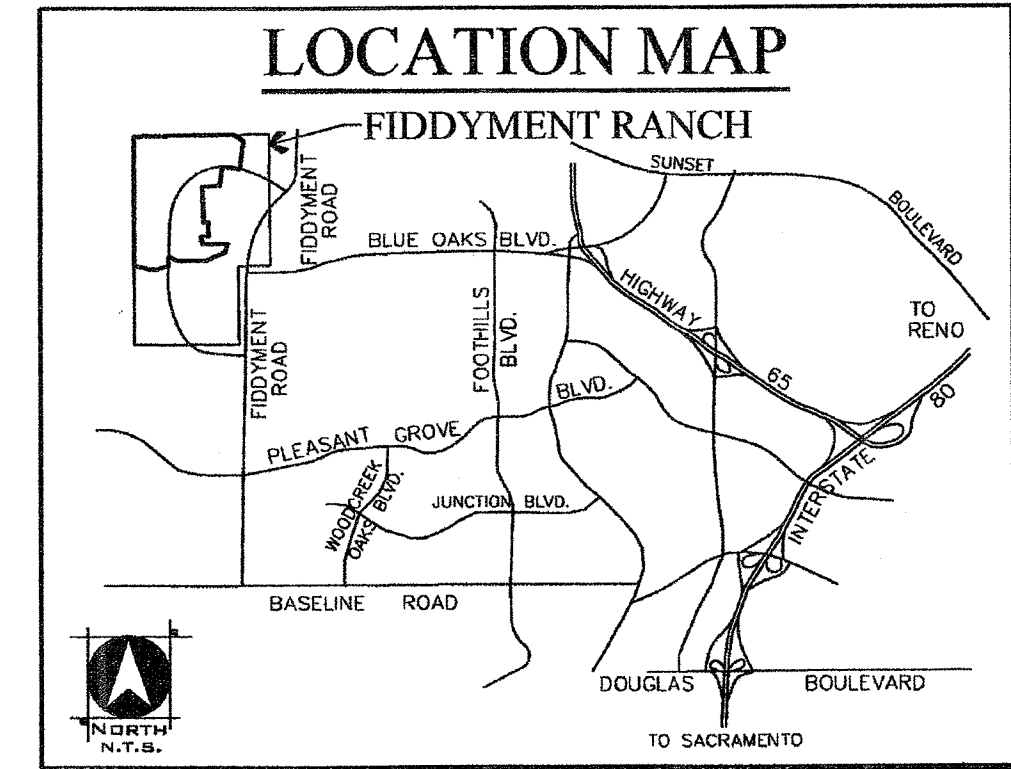 LOCATION MAP
FIDDYMENT RANCH
SUNSET
BOULEVARD
FIDDYMENT
ROAD
BLUE OAKS BLVD.
HIGHWAY
65
TO
RENO
80
INTERSTATE
FOOTHILLS
BLVD.
FIDDYMENT
ROAD
BLVD.
PLEASANT GROVE
WOODCREEK
OAKS BLVD.
JUNCTION BLVD.
BASELINE ROAD
DOUGLAS BOULEVARD
NORTH
N.T.S.
TO SACRAMENTO